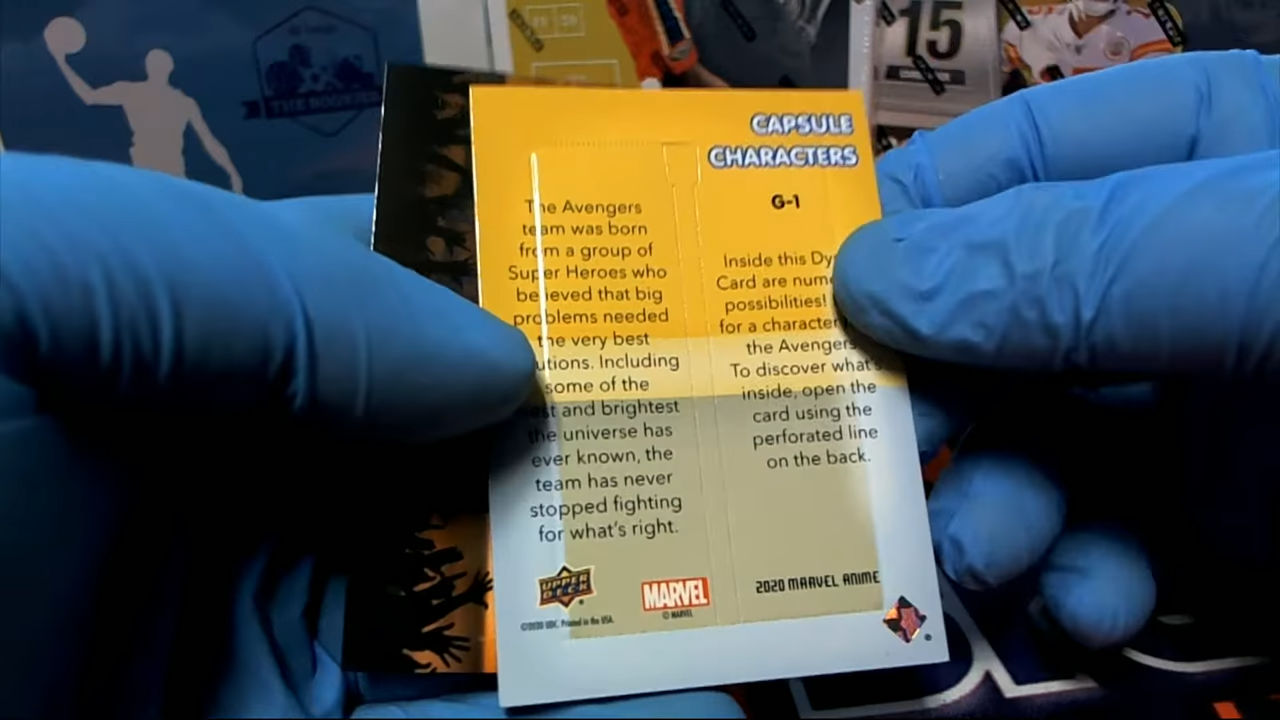 15
THE
CAPSULE
CHARACTERS
G-1
The Avengers
team was born
from a group of
Super Heroes who
believed that big
problems needed
the very best
utions. Including
some of the
st and brightest
the universe has
ever known, the
team has never
stopped fighting
for what's right.
Inside this Dy
Card are num
possibilities!
for a character
the Avengers
To discover what's
inside, open the
card using the
perforated line
on the back.
UPPER
DECK
MARVEL
© MARVEL
2020 MARVEL ANIME
©2020 UDC. Printed in the USA.